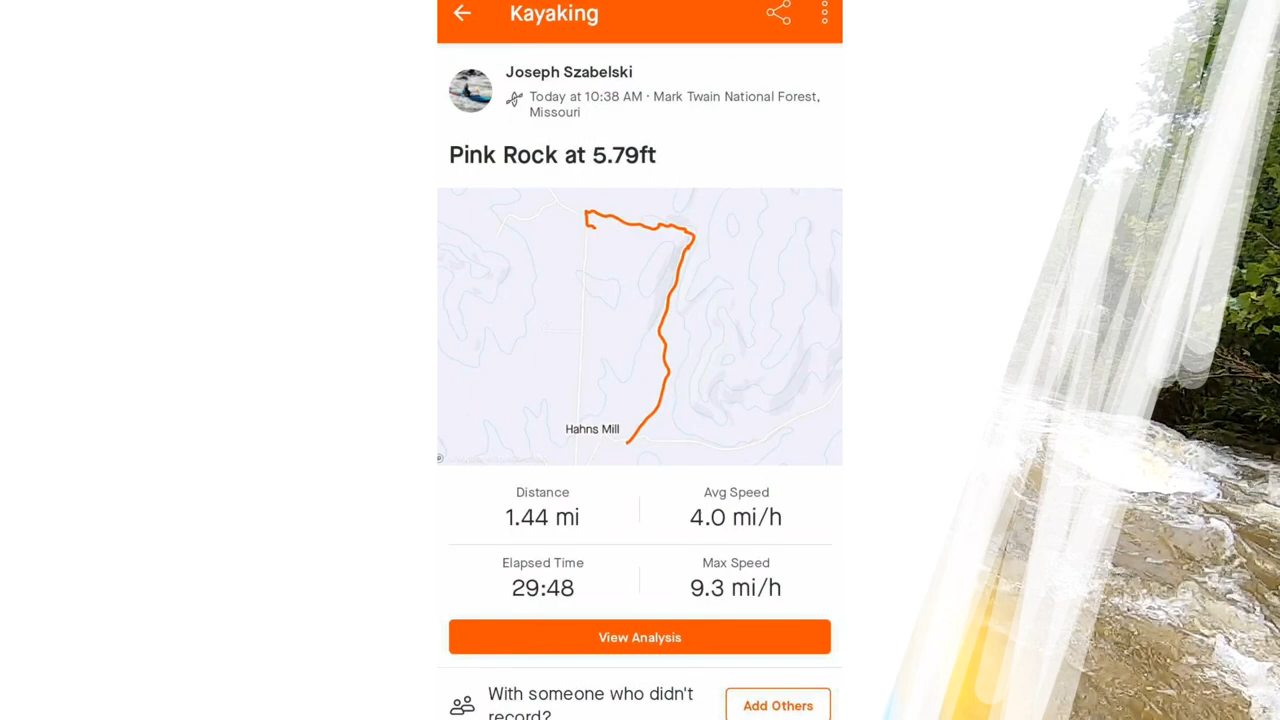 Kayaking
Joseph Szabelski
Today at 10:38 AM · Mark Twain National Forest,
Missouri
Pink Rock at 5.79ft
Hahns Mill
Distance
1.44 mi
Avg Speed
4.0 mi/h
Elapsed Time
29:48
Max Speed
9.3 mi/h
View Analysis
With someone who didn't
record?
Add Others